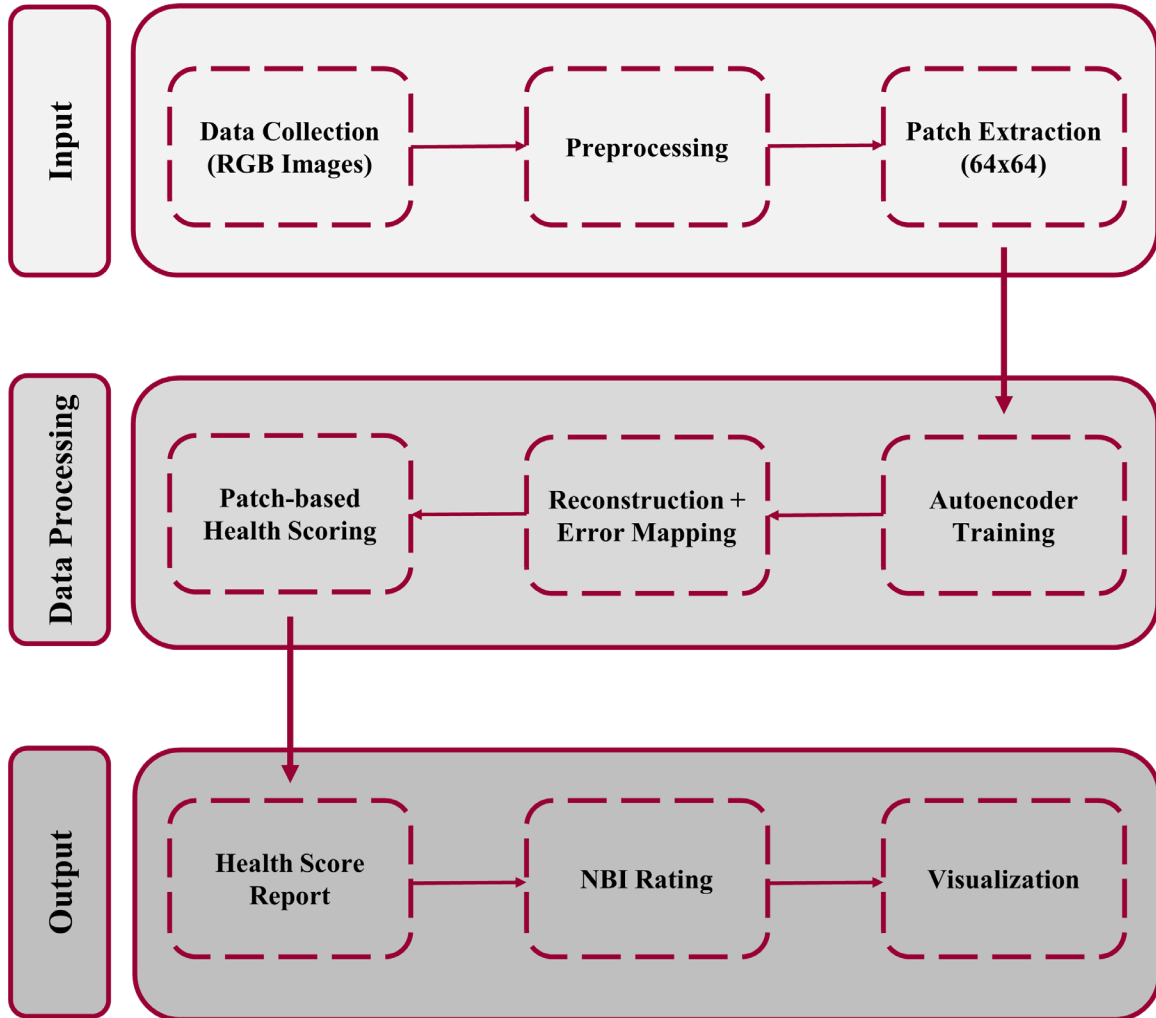 Input
Data Collection
(RGB Images)
Preprocessing
Patch Extraction
(64x64)
Data Processing
Patch-based
Health Scoring
Reconstruction +
Error Mapping
Autoencoder
Training
Output
Health Score
Report
NBI Rating
Visualization